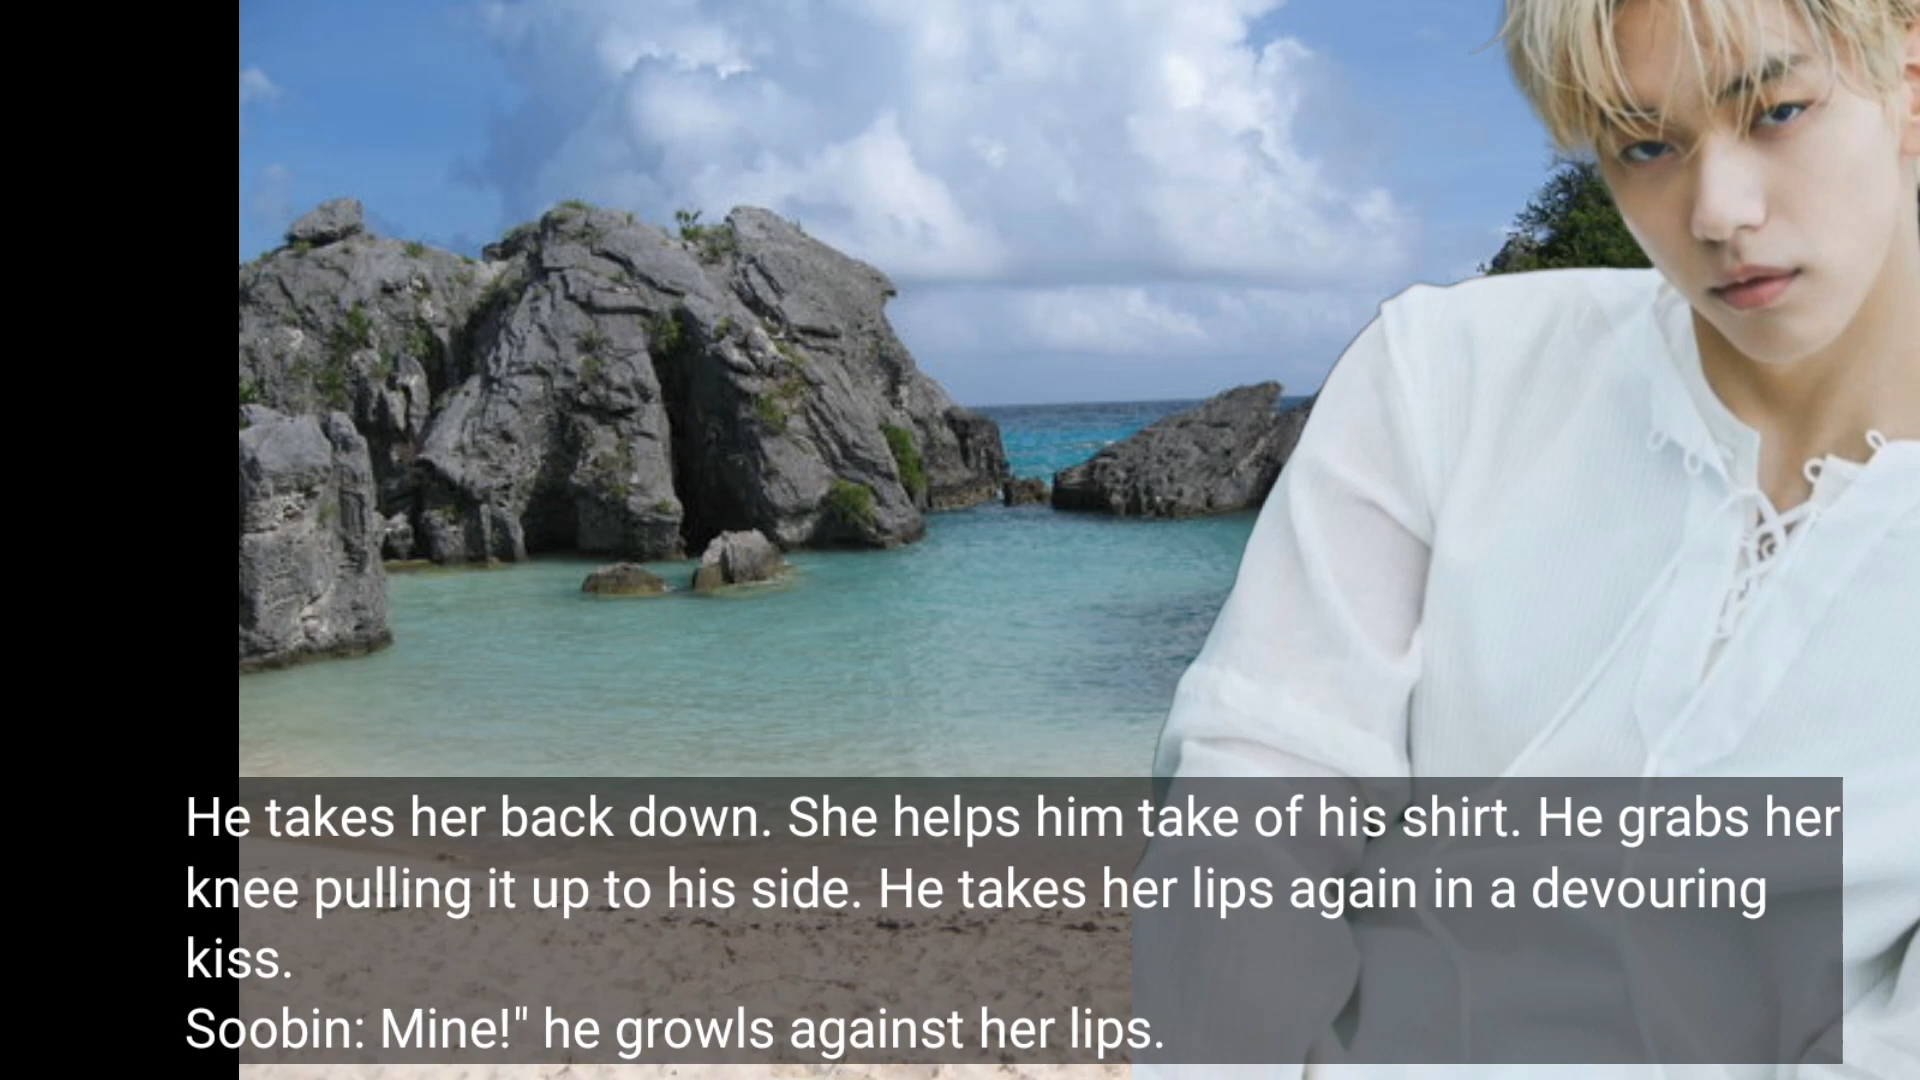 He takes her back down. She helps him take of his shirt. He grabs her
knee pulling it up to his side. He takes her lips again in a devouring
kiss.
Soobin: Mine!" he growls against her lips.